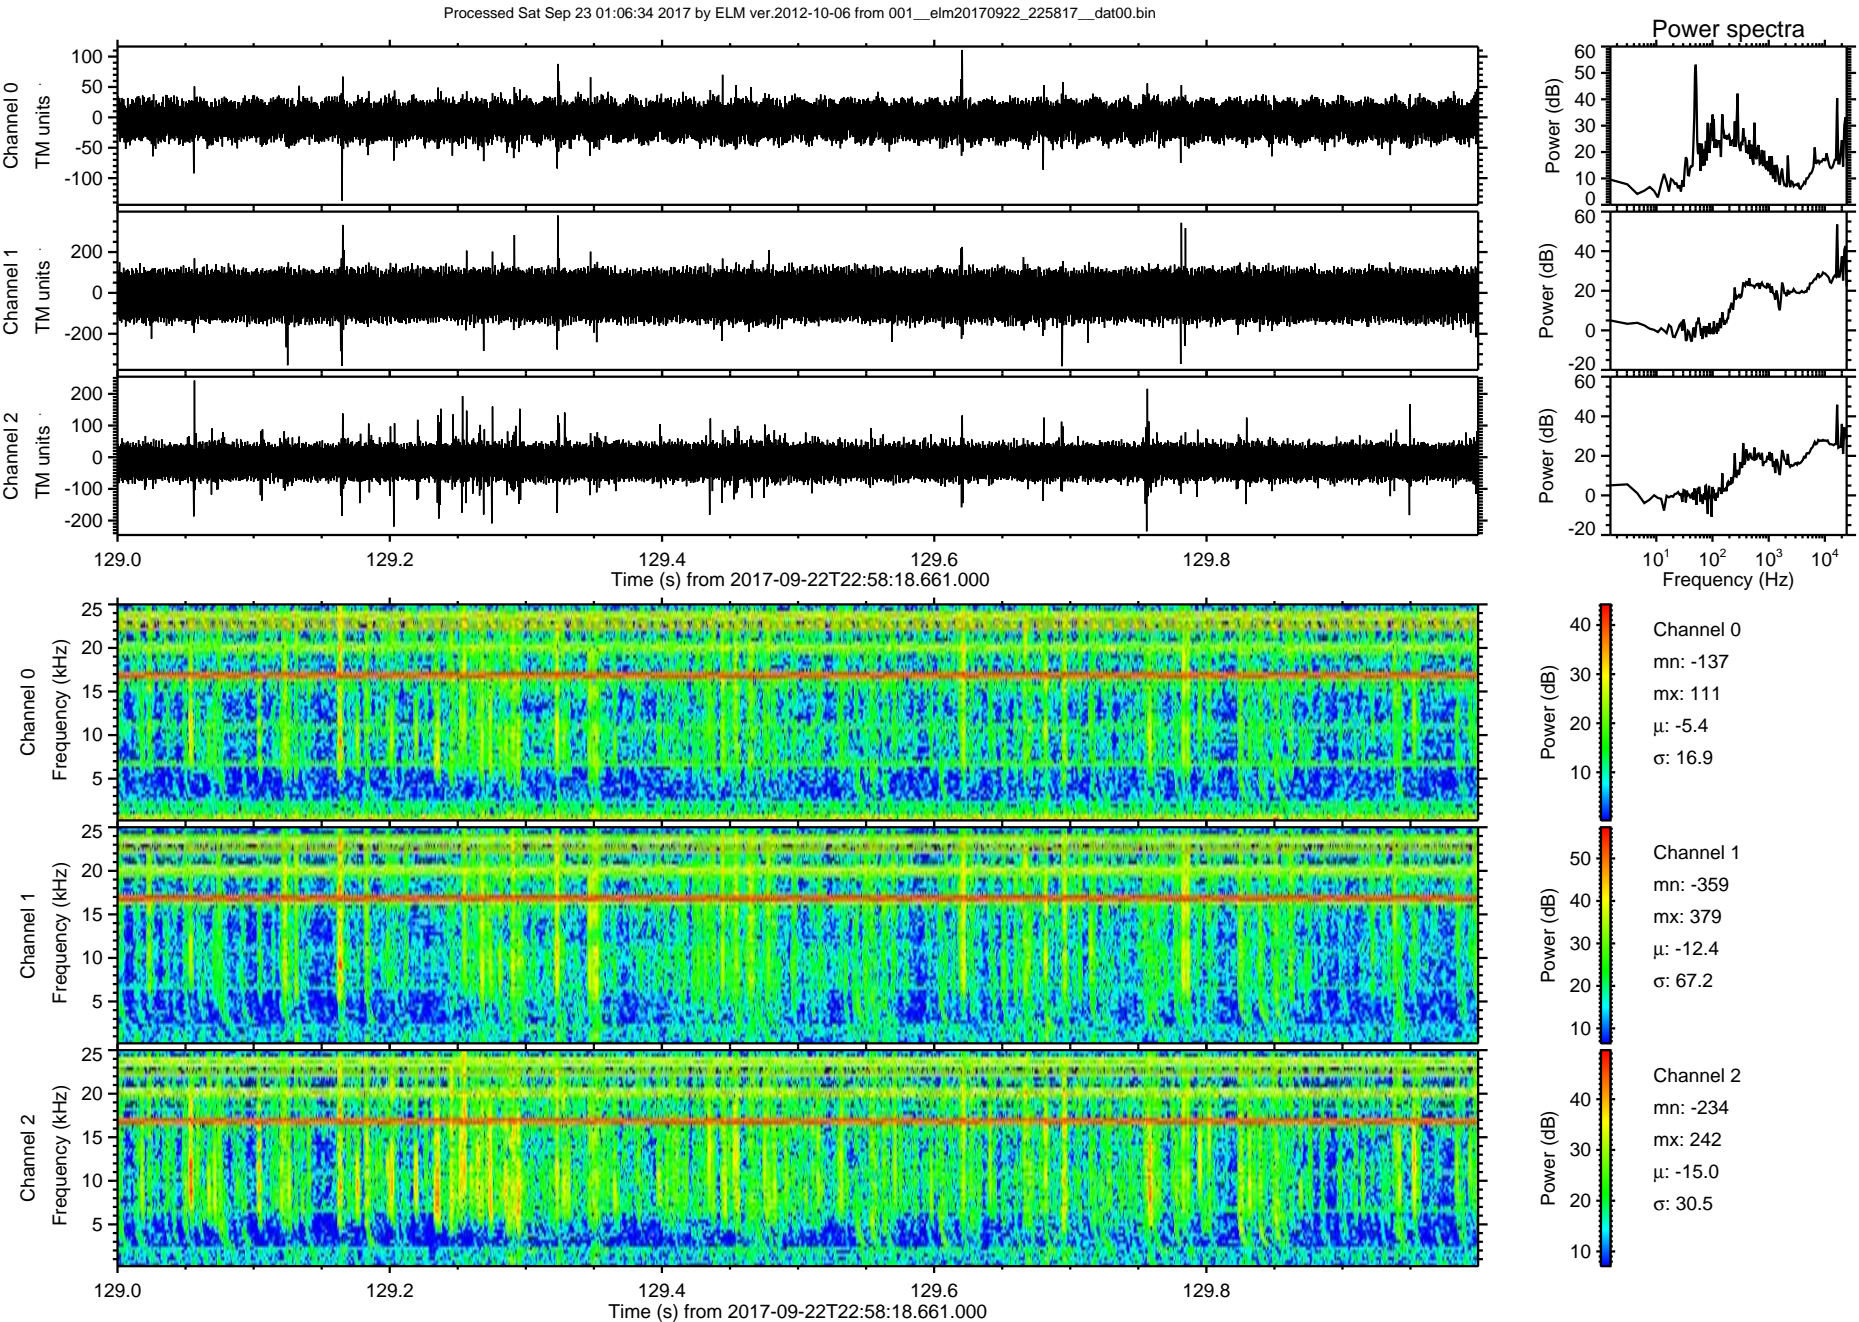 Processed Sat Sep 23 01:06:34 2017 by ELM ver.2012-10-06 from 001__elm20170922_225817__dat00.bin
Power spectra
Channel 0
TM units
100
50
0
-50
-100
Power (dB)
60
50
40
30
20
10
0
Channel 1
TM units
200
0
-200
Power (dB)
60
40
20
0
-20
Channel 2
TM units
200
100
0
-100
-200
Power (dB)
60
40
20
0
-20
129.0 129.2 129.4 129.6 129.8
Time (s) from 2017-09-22T22:58:18.661.000
10^1 10^2 10^3 10^4
Frequency (Hz)
Channel 0
Frequency (kHz)
25
20
15
10
5
Power (dB)
40
30
20
10
Channel 0
mn: -137
mx: 111
μ: -5.4
σ: 16.9
Channel 1
Frequency (kHz)
25
20
15
10
5
Power (dB)
50
40
30
20
10
Channel 1
mn: -359
mx: 379
μ: -12.4
σ: 67.2
Channel 2
Frequency (kHz)
25
20
15
10
5
Power (dB)
40
30
20
10
Channel 2
mn: -234
mx: 242
μ: -15.0
σ: 30.5
129.0 129.2 129.4 129.6 129.8
Time (s) from 2017-09-22T22:58:18.661.000